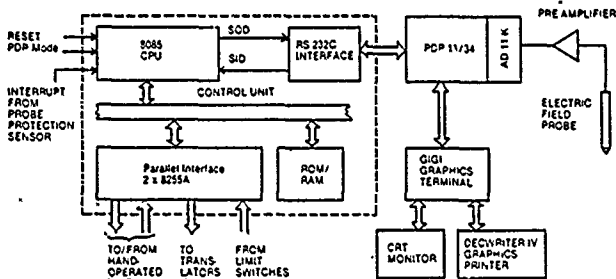 RESET
PDP Mode
INTERRUPT
FROM
PROBE
PROTECTION
SENSOR
8085
CPU
SOD
SID
RS 232C
INTERFACE
CONTROL UNIT
Parallel Interface
2 x 8255A
ROM/
RAM
TO/FROM
HAND-
OPERATED
TO
TRANS-
LATORS
FROM
LIMIT
SWITCHES
PDP 11/34
AD 11 K
PRE AMPLIFIER
ELECTRIC
FIELD
PROBE
GIGI
GRAPHICS
TERMINAL
CRT
MONITOR
DECWRITER IV
GRAPHICS
PRINTER